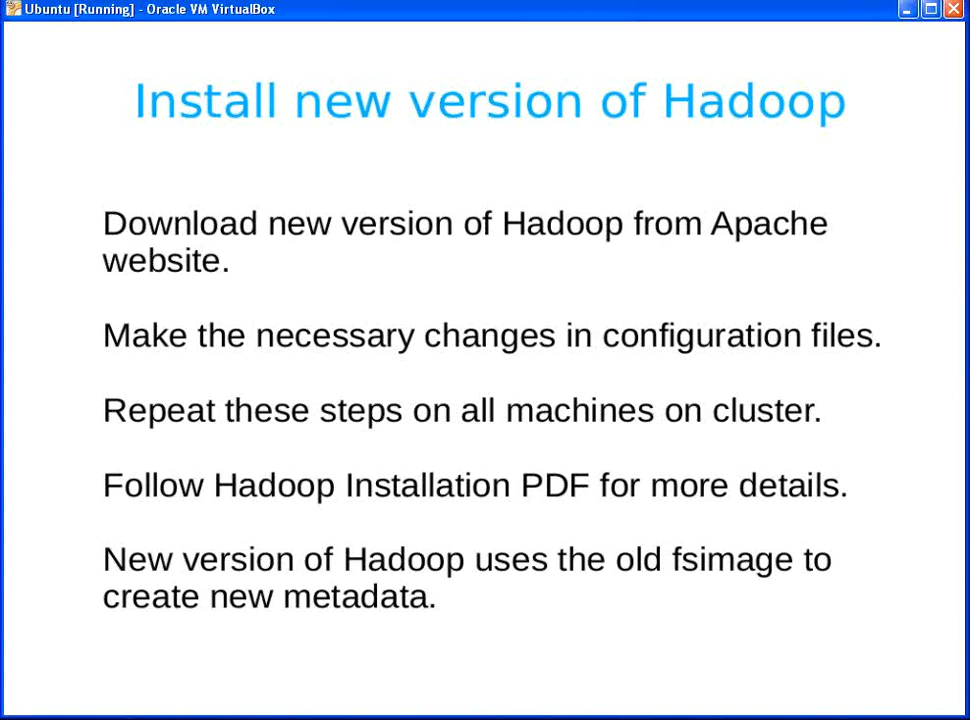 Ubuntu [Running] - Oracle VM VirtualBox
Install new version of Hadoop
Download new version of Hadoop from Apache
website.
Make the necessary changes in configuration files.
Repeat these steps on all machines on cluster.
Follow Hadoop Installation PDF for more details.
New version of Hadoop uses the old fsimage to
create new metadata.